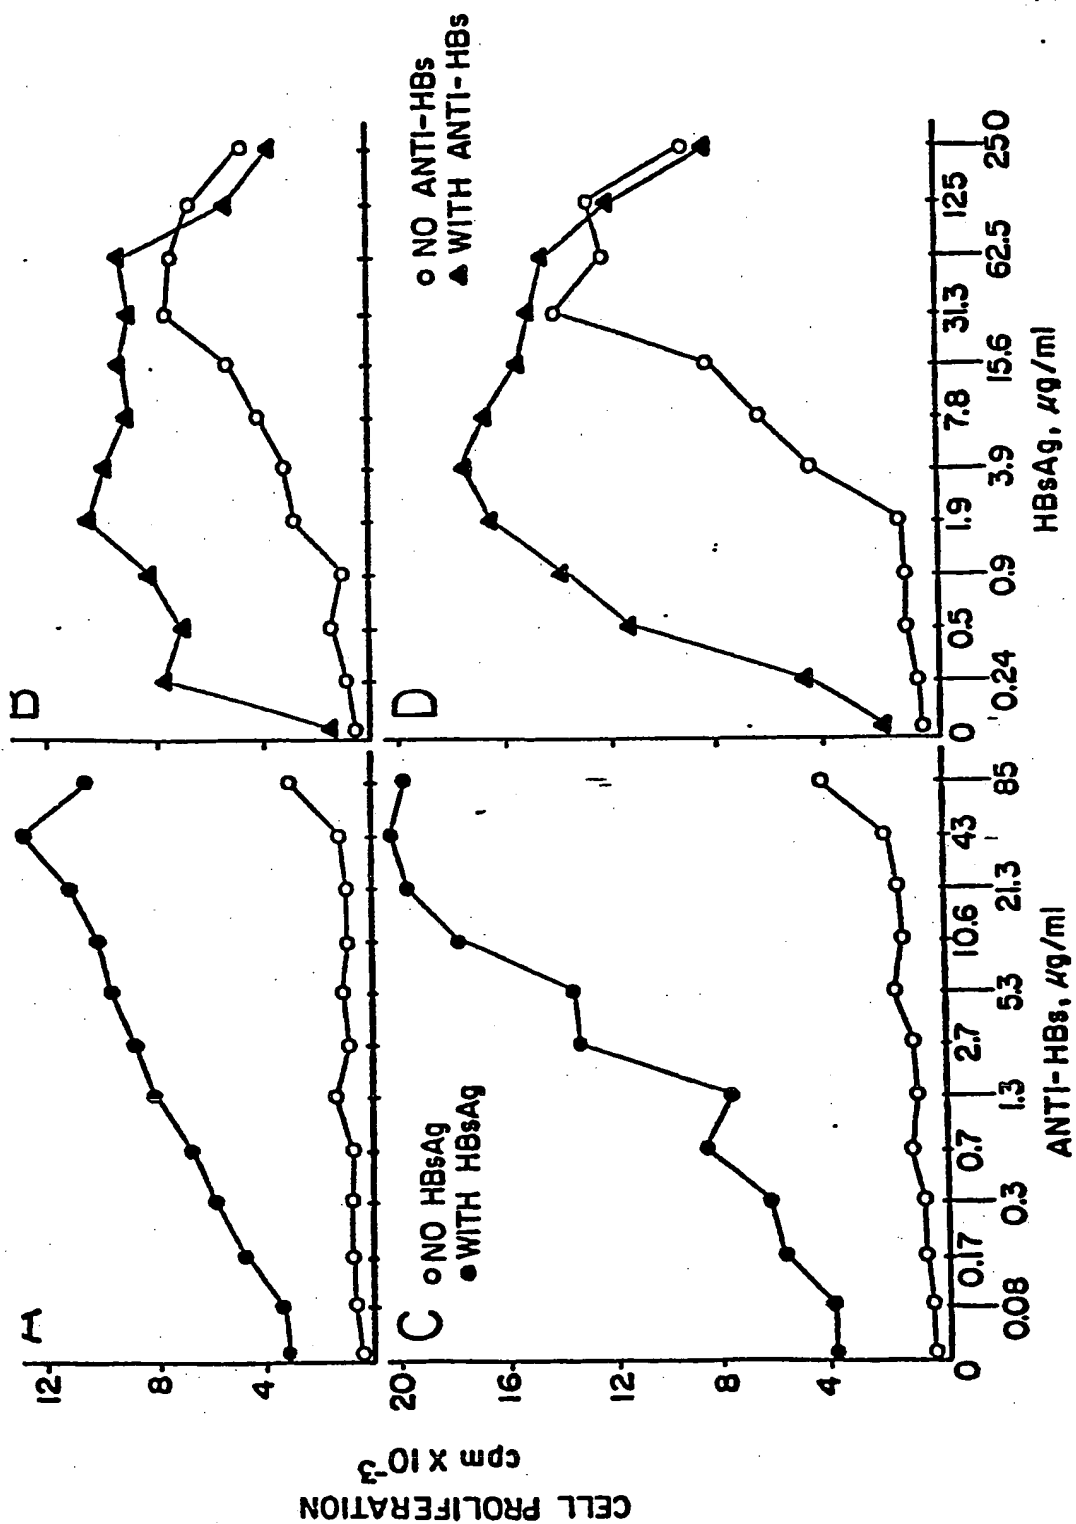 A
B
12
8
4
C
○ NO HBsAg
● WITH HBsAg
D
○ NO ANTI-HBs
▲ WITH ANTI-HBs
20
16
12
8
4
CELL PROLIFERATION
cpm X 10-3
0 0.08 0.17 0.3 0.7 1.3 2.7 5.3 10.6 21.3 43 85
ANTI-HBs, µg/ml
0 0.24 0.5 0.9 1.9 3.9 7.8 15.6 31.3 62.5 125 250
HBsAg, µg/ml